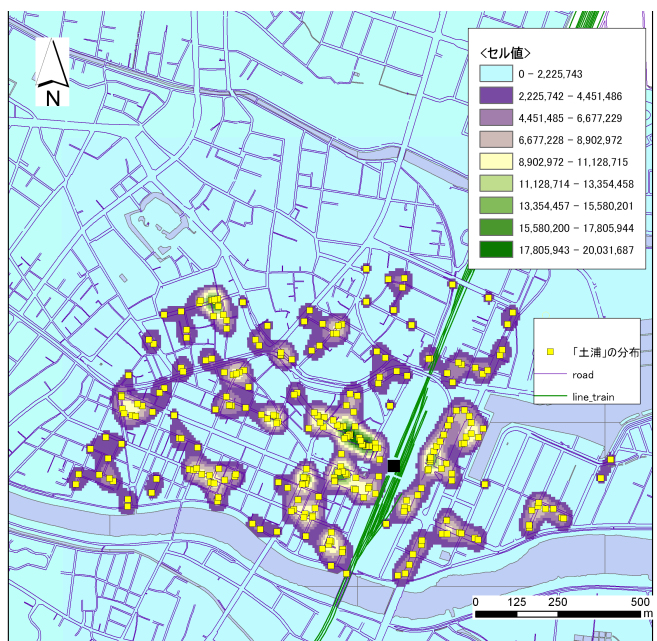 N
<セル値>
0 - 2,225,743
2,225,742 - 4,451,486
4,451,485 - 6,677,229
6,677,228 - 8,902,972
8,902,972 - 11,128,715
11,128,714 - 13,354,458
13,354,457 - 15,580,201
15,580,200 - 17,805,944
17,805,943 - 20,031,687
「土浦」の分布
road
line_train
0 125 250 500
m